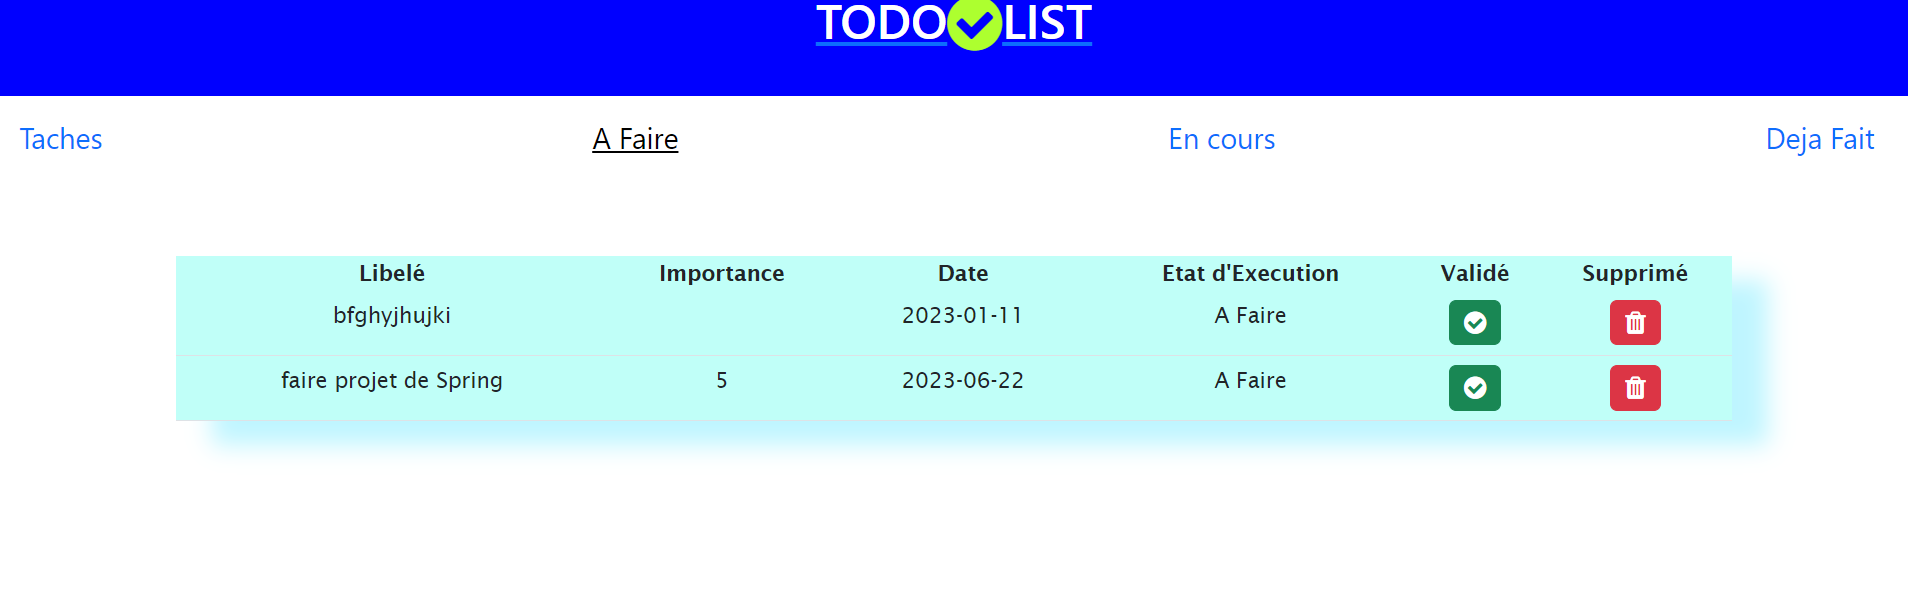 TODO LIST
Taches A Faire En cours Deja Fait
Libelé Importance Date Etat d'Execution Validé Supprimé
bfghyjhujki 2023-01-11 A Faire
faire projet de Spring 5 2023-06-22 A Faire